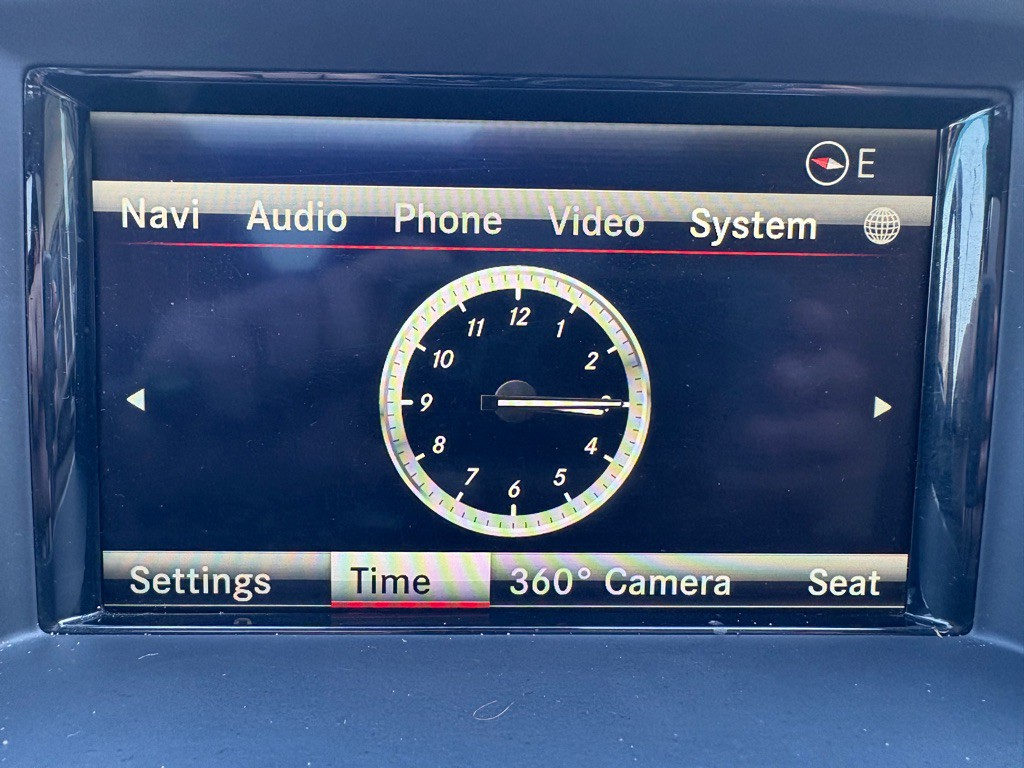 E
Navi Audio Phone Video System
12
11 1
10 2
9
8 4
7 5
6
Settings Time 360° Camera Seat